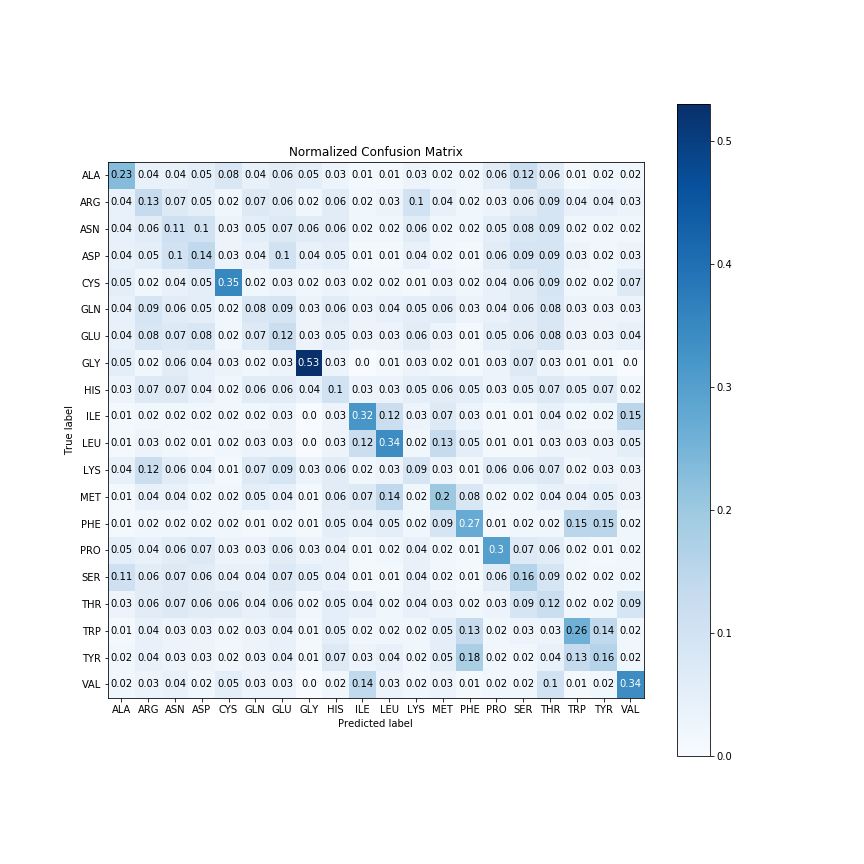 Normalized Confusion Matrix
ALA 0.23 0.04 0.04 0.05 0.08 0.04 0.06 0.05 0.03 0.01 0.01 0.03 0.02 0.02 0.06 0.12 0.06 0.01 0.02 0.02
ARG 0.04 0.13 0.07 0.05 0.02 0.07 0.06 0.02 0.06 0.02 0.03 0.1 0.04 0.02 0.03 0.06 0.09 0.04 0.04 0.03
ASN 0.04 0.06 0.11 0.1 0.03 0.05 0.07 0.06 0.06 0.02 0.02 0.06 0.02 0.02 0.05 0.08 0.09 0.02 0.02 0.02
ASP 0.04 0.05 0.1 0.14 0.03 0.04 0.1 0.04 0.05 0.01 0.01 0.04 0.02 0.01 0.06 0.09 0.09 0.03 0.02 0.03
CYS 0.05 0.02 0.04 0.05 0.35 0.02 0.03 0.02 0.02 0.02 0.02 0.01 0.03 0.02 0.04 0.06 0.09 0.02 0.02 0.07
GLN 0.04 0.09 0.06 0.05 0.02 0.08 0.09 0.03 0.06 0.03 0.04 0.05 0.06 0.03 0.04 0.06 0.08 0.03 0.03 0.03
GLU 0.04 0.08 0.07 0.08 0.02 0.07 0.12 0.03 0.05 0.03 0.03 0.06 0.03 0.01 0.05 0.06 0.08 0.03 0.03 0.04
GLY 0.05 0.02 0.06 0.04 0.03 0.02 0.03 0.53 0.03 0.0 0.01 0.03 0.02 0.01 0.03 0.07 0.03 0.01 0.01 0.0
HIS 0.03 0.07 0.07 0.04 0.02 0.06 0.06 0.04 0.1 0.03 0.03 0.05 0.06 0.05 0.03 0.05 0.07 0.05 0.07 0.02
ILE 0.01 0.02 0.02 0.02 0.02 0.02 0.03 0.0 0.03 0.32 0.12 0.03 0.07 0.03 0.01 0.01 0.04 0.02 0.02 0.15
LEU 0.01 0.03 0.02 0.01 0.02 0.03 0.03 0.0 0.03 0.12 0.34 0.02 0.13 0.05 0.01 0.01 0.03 0.03 0.03 0.05
LYS 0.04 0.12 0.06 0.04 0.01 0.07 0.09 0.03 0.06 0.02 0.03 0.09 0.03 0.01 0.06 0.06 0.07 0.02 0.03 0.03
MET 0.01 0.04 0.04 0.02 0.02 0.05 0.04 0.01 0.06 0.07 0.14 0.02 0.2 0.08 0.02 0.02 0.04 0.04 0.05 0.03
PHE 0.01 0.02 0.02 0.02 0.02 0.01 0.02 0.01 0.05 0.04 0.05 0.02 0.09 0.27 0.01 0.02 0.02 0.15 0.15 0.02
PRO 0.05 0.04 0.06 0.07 0.03 0.03 0.06 0.03 0.04 0.01 0.02 0.04 0.02 0.01 0.3 0.07 0.06 0.02 0.01 0.02
SER 0.11 0.06 0.07 0.06 0.04 0.04 0.07 0.05 0.04 0.01 0.01 0.04 0.02 0.01 0.06 0.16 0.09 0.02 0.02 0.02
THR 0.03 0.06 0.07 0.06 0.06 0.04 0.06 0.02 0.05 0.04 0.02 0.04 0.03 0.02 0.03 0.09 0.12 0.02 0.02 0.09
TRP 0.01 0.04 0.03 0.03 0.02 0.03 0.04 0.01 0.05 0.02 0.02 0.02 0.05 0.13 0.02 0.03 0.03 0.26 0.14 0.02
TYR 0.02 0.04 0.03 0.03 0.02 0.03 0.04 0.01 0.07 0.03 0.04 0.02 0.05 0.18 0.02 0.02 0.04 0.13 0.16 0.02
VAL 0.02 0.03 0.04 0.02 0.05 0.03 0.03 0.0 0.02 0.14 0.03 0.02 0.03 0.01 0.02 0.02 0.1 0.01 0.02 0.34
ALA ARG ASN ASP CYS GLN GLU GLY HIS ILE LEU LYS MET PHE PRO SER THR TRP TYR VAL
Predicted label
True label
0.5
0.4
0.3
0.2
0.1
0.0